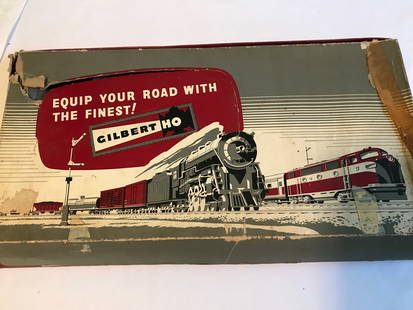 EQUIP YOUR ROAD WITH
THE FINEST!
GILBERT HO